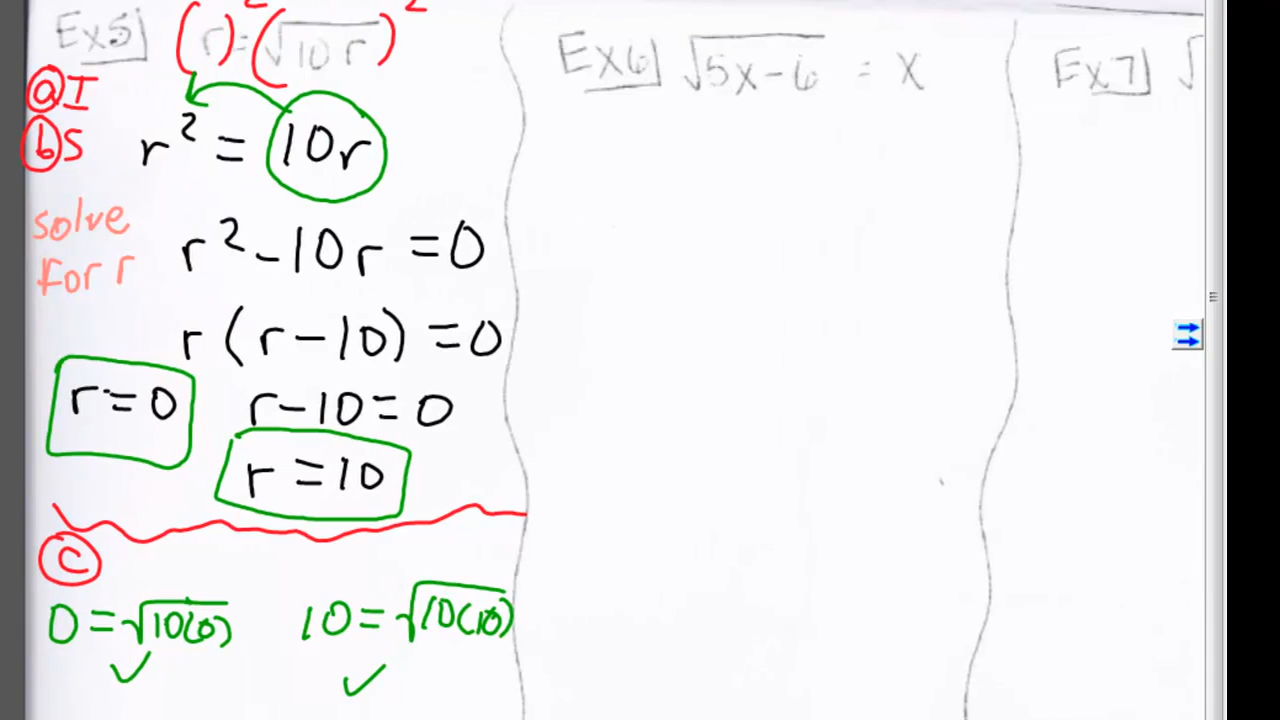 Ex5] (r)² = (√10r)²
ⓐ I
ⓑ S
r² = 10r
solve
for r
r² - 10r = 0
r (r - 10) = 0
r = 0
r - 10 = 0
r = 10
ⓒ
0 = √10(0)
10 = √10(10)
✓
✓
Ex6] √5x-6 = x
Ex7] √